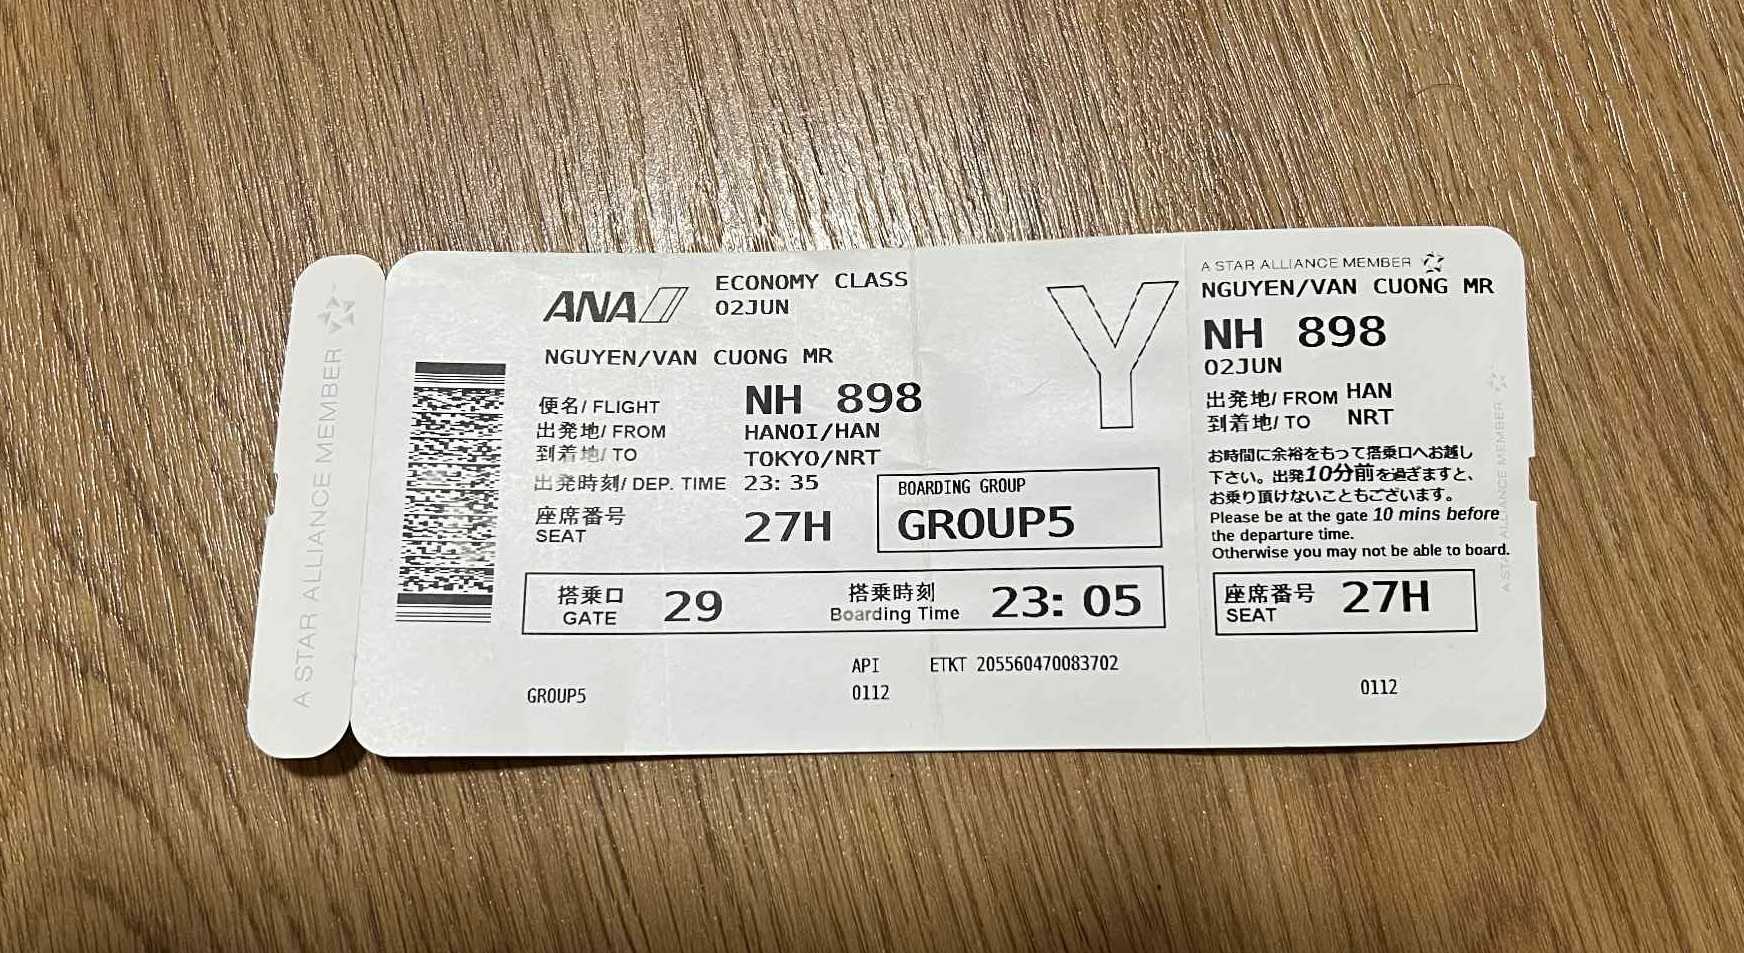 A STAR ALLIANCE MEMBER
ANA
ECONOMY CLASS
02JUN
NGUYEN/VAN CUONG MR
便名/ FLIGHT NH 898
出発地/ FROM HANOI/HAN
到着地/ TO TOKYO/NRT
出発時刻/ DEP. TIME 23: 35
座席番号
SEAT 27H
BOARDING GROUP
GROUP5
搭乗口
GATE 29
搭乗時刻
Boarding Time 23: 05
API ETKT 205560470083702
GROUP5 0112
Y
A STAR ALLIANCE MEMBER
NGUYEN/VAN CUONG MR
NH 898
02JUN
出発地/ FROM HAN
到着地/ TO NRT
お時間に余裕をもって搭乗口へお越し
下さい。出発10分前を過ぎますと、
お乗り頂けないこともございます。
Please be at the gate 10 mins before
the departure time.
Otherwise you may not be able to board.
座席番号
SEAT 27H
0112
A STAR ALLIANCE MEMBER